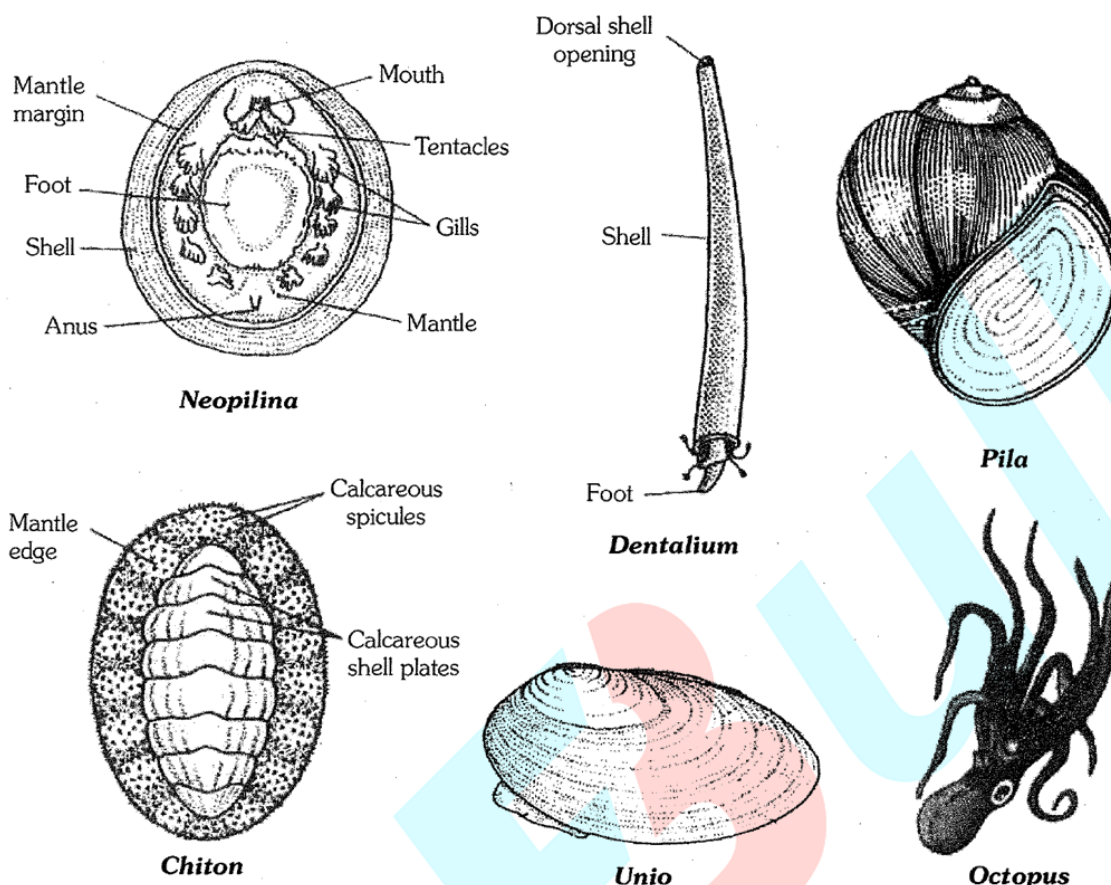 Mantle
margin
Mouth
Tentacles
Foot
Gills
Shell
Anus
Mantle
Neopilina
Dorsal shell
opening
Shell
Foot
Dentalium
Pila
Calcareous
spicules
Mantle
edge
Calcareous
shell plates
Chiton
Unio
Octopus